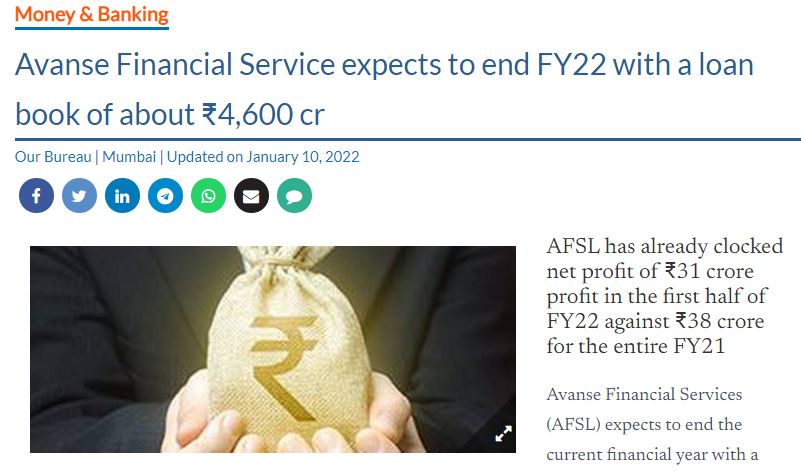 Money & Banking
Avanse Financial Service expects to end FY22 with a loan
book of about ₹4,600 cr
Our Bureau | Mumbai | Updated on January 10, 2022
AFSL has already clocked
net profit of ₹31 crore
profit in the first half of
FY22 against ₹38 crore
for the entire FY21
₹
Avanse Financial Services
(AFSL) expects to end the
current financial year with a